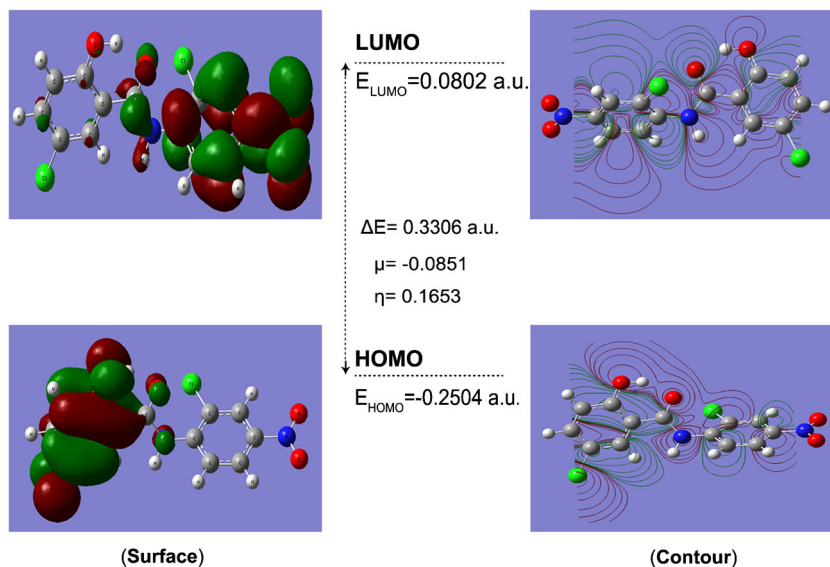 LUMO
E_LUMO=0.0802 a.u.
ΔE= 0.3306 a.u.
μ= -0.0851
η= 0.1653
HOMO
E_HOMO=-0.2504 a.u.
(Surface)
(Contour)